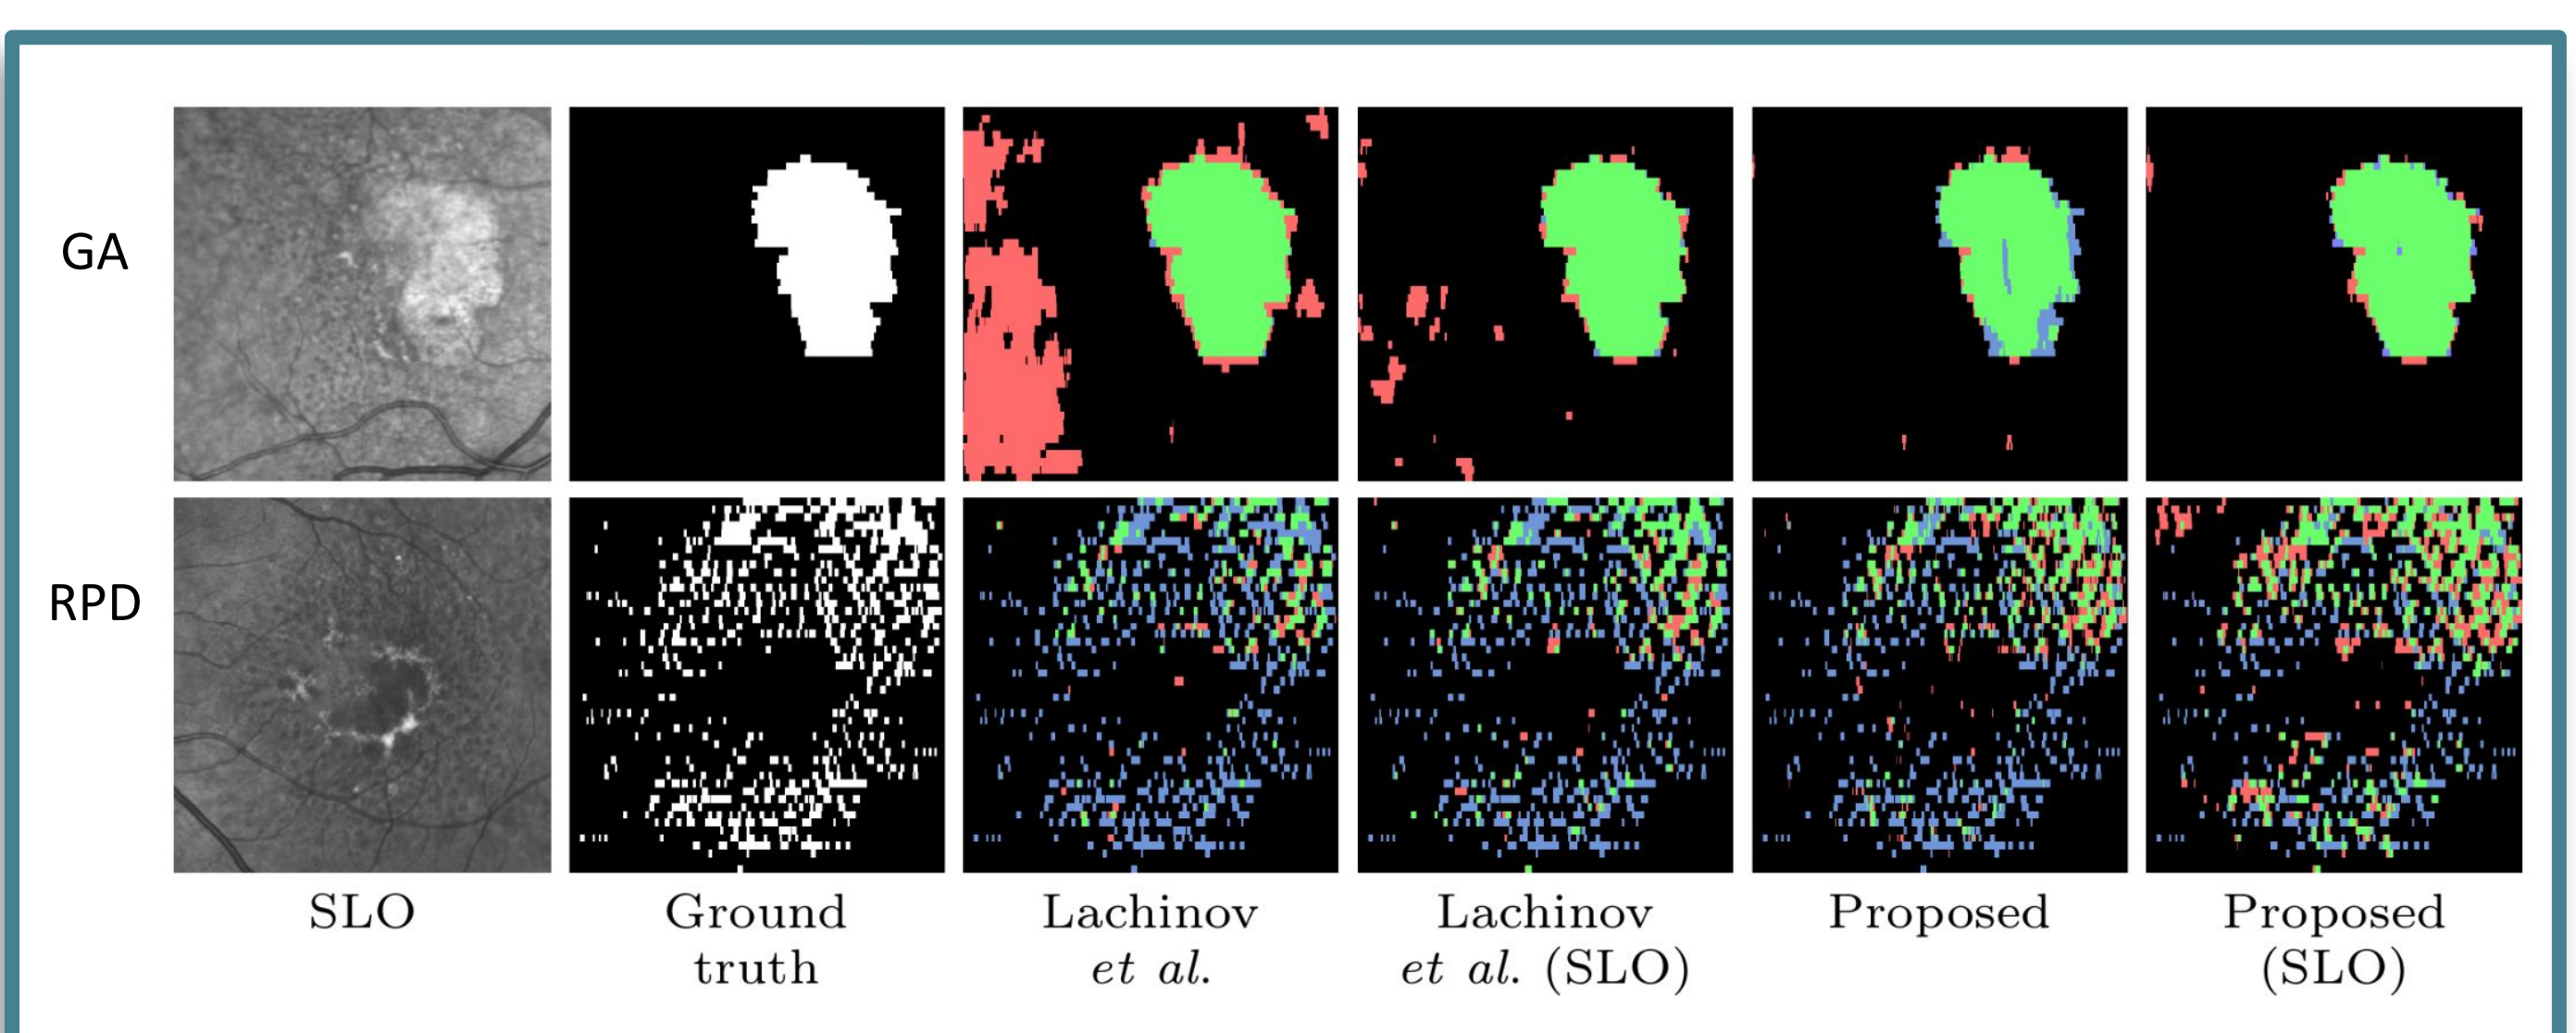 GA
RPD
SLO
Ground
truth
Lachinov
et al.
Lachinov
et al. (SLO)
Proposed
Proposed
(SLO)